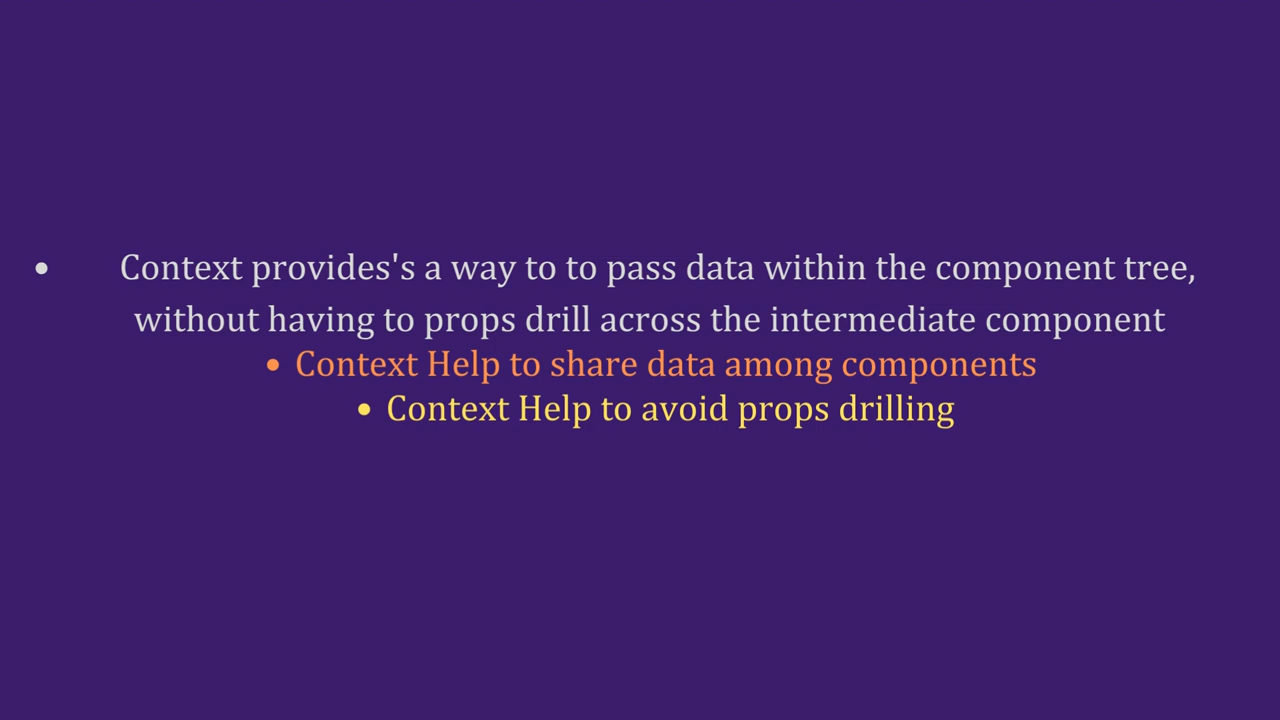 • Context provides's a way to to pass data within the component tree,
without having to props drill across the intermediate component
• Context Help to share data among components
• Context Help to avoid props drilling